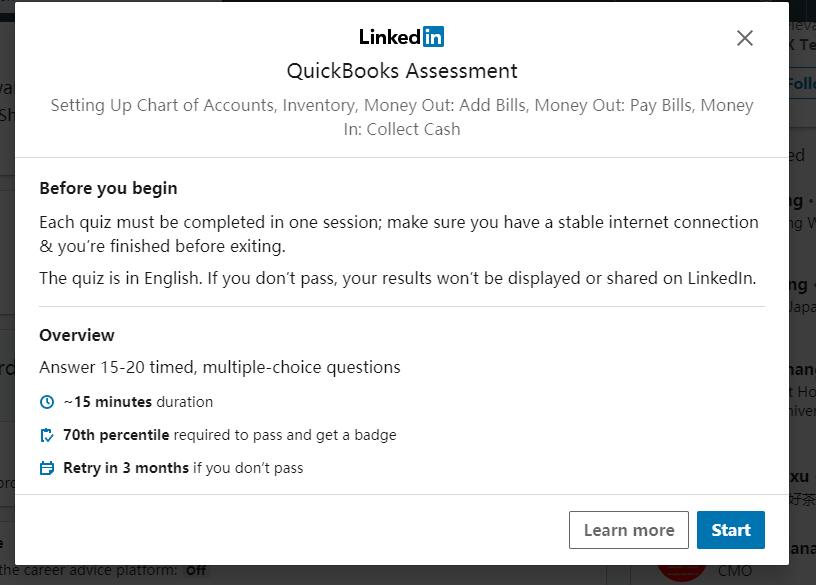 LinkedIn
QuickBooks Assessment
Setting Up Chart of Accounts, Inventory, Money Out: Add Bills, Money Out: Pay Bills, Money
In: Collect Cash
Before you begin
Each quiz must be completed in one session; make sure you have a stable internet connection
& you’re finished before exiting.
The quiz is in English. If you don’t pass, your results won’t be displayed or shared on LinkedIn.
Overview
Answer 15-20 timed, multiple-choice questions
~15 minutes duration
70th percentile required to pass and get a badge
Retry in 3 months if you don’t pass
Learn more
Start
the career advice platform: Off
CMO